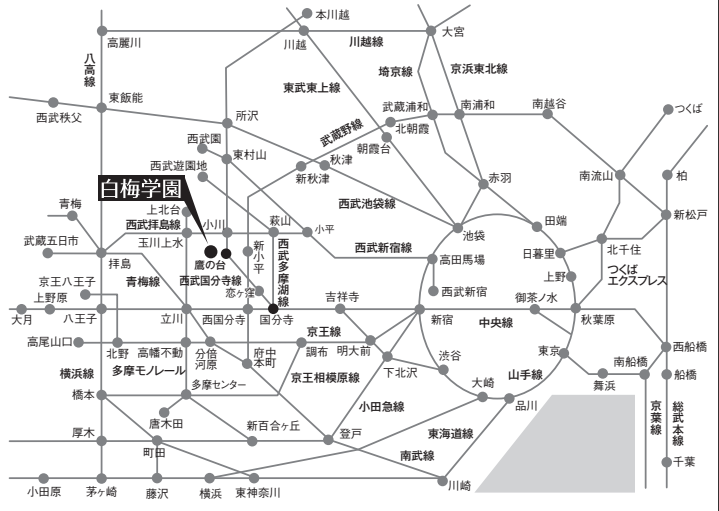 本川越
高麗川
川越
川越線
大宮
八高線
埼京線
京浜東北線
東武東上線
東飯能
西武秩父
所沢
武蔵浦和
南浦和
南越谷
つくば
武蔵野線
北朝霞
朝霞台
西武園
東村山
秋津
新秋津
西武遊園地
赤羽
南流山
柏
白梅学園
青梅
上北台
西武拝島線
小川
萩山
小平
西武池袋線
池袋
田端
新松戸
武蔵五日市
玉川上水
新小平
西武多摩湖線
西武新宿線
高田馬場
日暮里
北千住
拝島
鷹の台
青梅線
西武国分寺線
恋ヶ窪
西武新宿
上野
つくば
エクスプレス
京王八王子
上野原
吉祥寺
御茶ノ水
大月
八王子
立川
西国分寺
国分寺
新宿
中央線
秋葉原
京王線
高尾山口
北野
高幡不動
分倍
河原
府中
本町
調布
明大前
渋谷
東京
南船橋
西船橋
横浜線
多摩モノレール
京王相模原線
下北沢
山手線
舞浜
船橋
多摩センター
橋本
大崎
品川
小田急線
京葉線
総武本線
唐木田
厚木
新百合ヶ丘
登戸
東海道線
町田
南武線
千葉
小田原
茅ヶ崎
藤沢
横浜
東神奈川
川崎